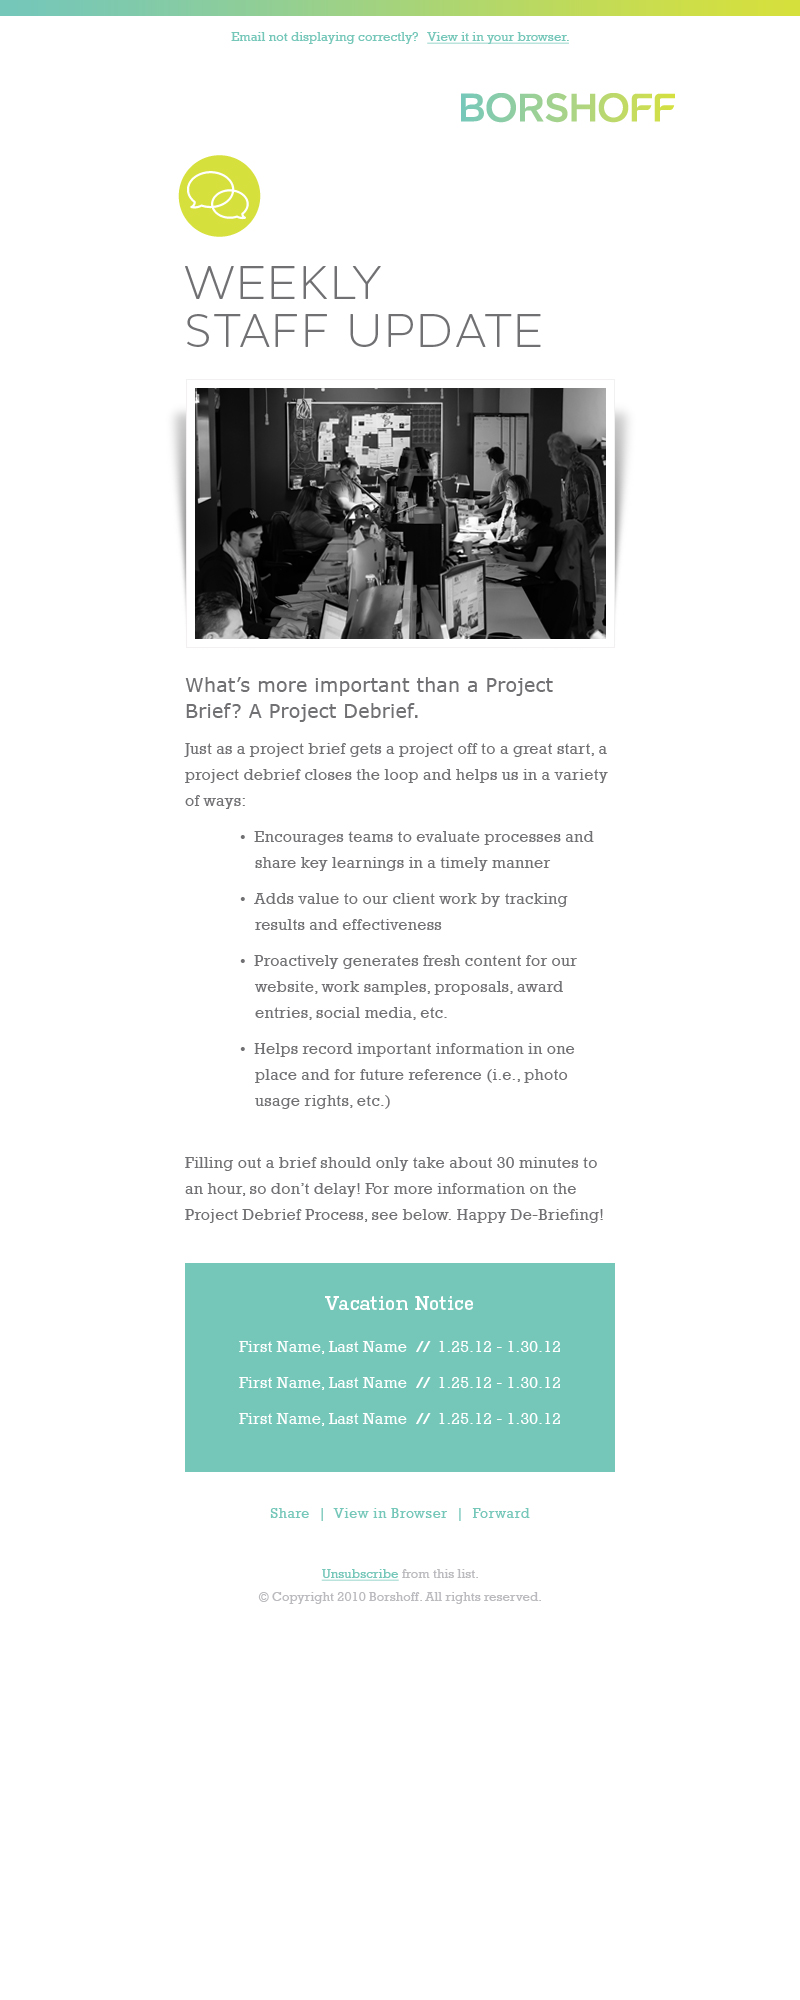 Email not displaying correctly? View it in your browser.
BORSHOFF
WEEKLY
STAFF UPDATE
What’s more important than a Project
Brief? A Project Debrief.
Just as a project brief gets a project off to a great start, a
project debrief closes the loop and helps us in a variety
of ways:
• Encourages teams to evaluate processes and
share key learnings in a timely manner
• Adds value to our client work by tracking
results and effectiveness
• Proactively generates fresh content for our
website, work samples, proposals, award
entries, social media, etc.
• Helps record important information in one
place and for future reference (i.e., photo
usage rights, etc.)
Filling out a brief should only take about 30 minutes to
an hour, so don’t delay! For more information on the
Project Debrief Process, see below. Happy De-Briefing!
Vacation Notice
First Name, Last Name // 1.25.12 - 1.30.12
First Name, Last Name // 1.25.12 - 1.30.12
First Name, Last Name // 1.25.12 - 1.30.12
Share | View in Browser | Forward
Unsubscribe from this list.
© Copyright 2010 Borshoff. All rights reserved.